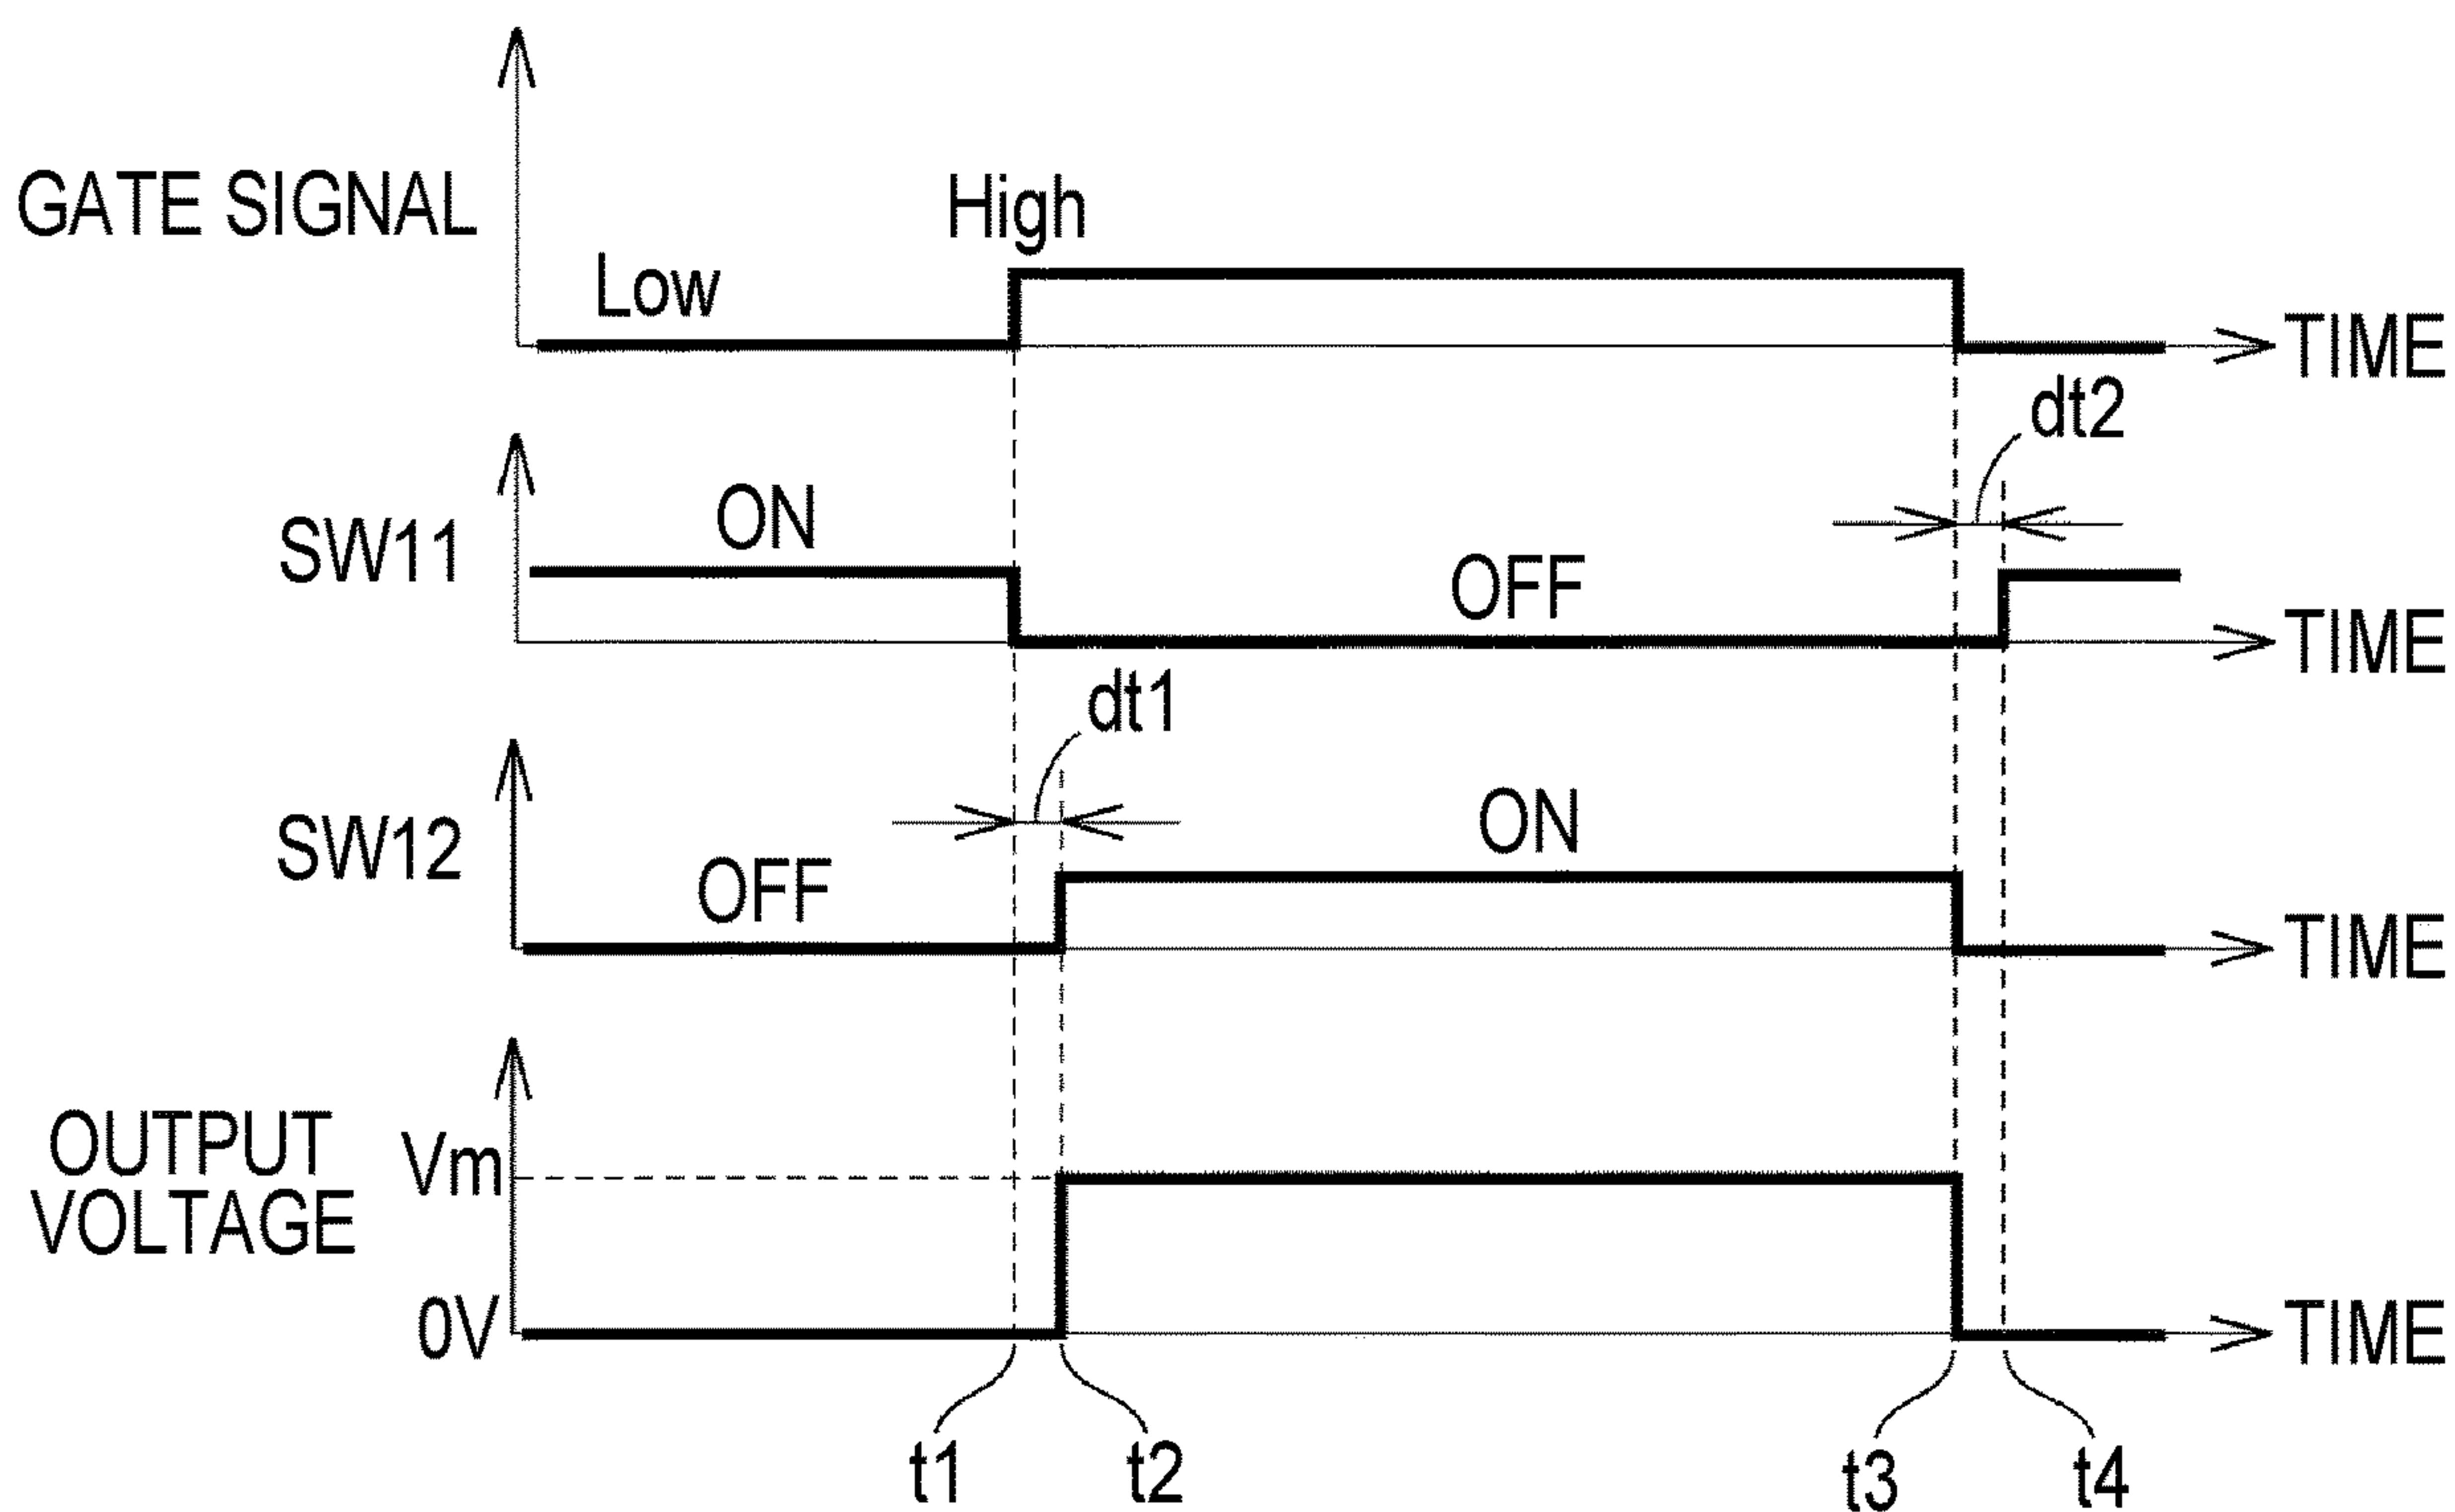 GATE SIGNAL
High
Low
TIME
dt2
SW11
ON
OFF
TIME
dt1
SW12
OFF
ON
TIME
OUTPUT
VOLTAGE
Vm
0V
TIME
t1
t2
t3
t4